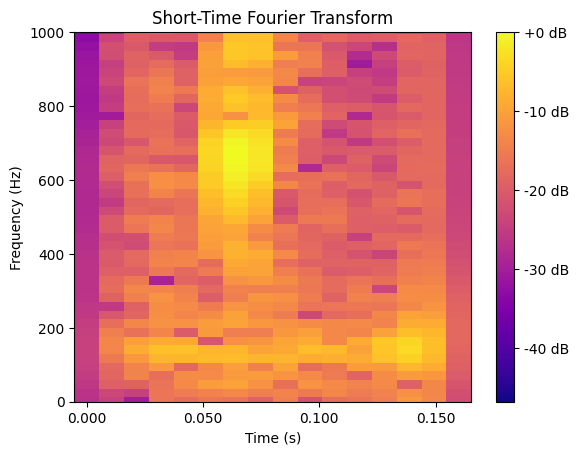 Short-Time Fourier Transform
1000
800
600
400
200
0
Frequency (Hz)
0.000
0.050
0.100
0.150
Time (s)
+0 dB
-10 dB
-20 dB
-30 dB
-40 dB